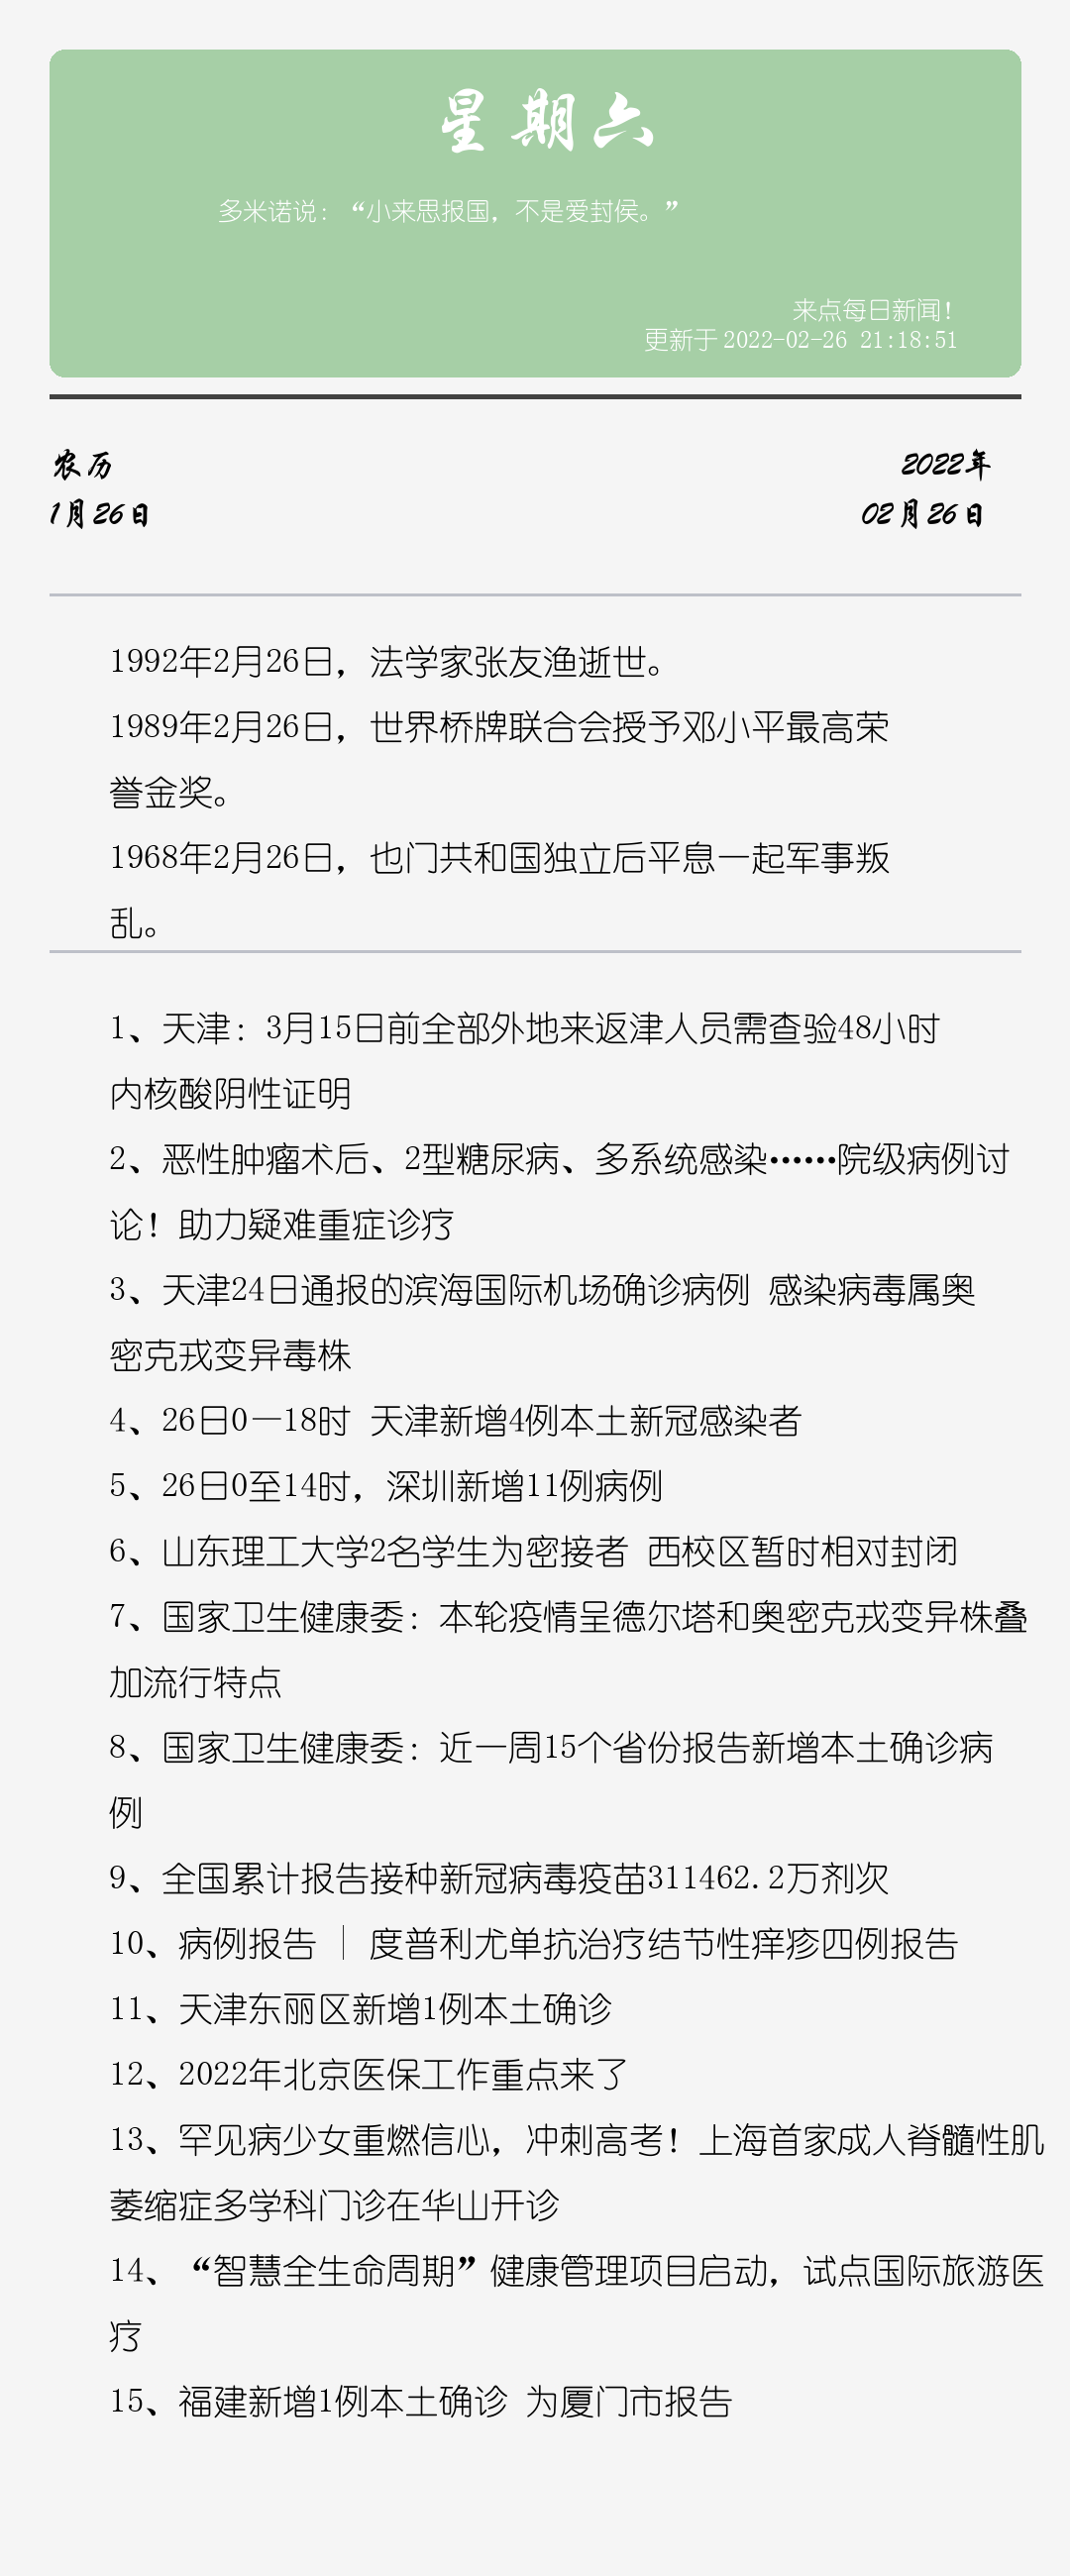 星期六
多米诺说：“小来思报国，不是爱封侯。”
来点每日新闻！
更新于 2022-02-26 21:18:51
农历
2022年
1月26日
02月26日
1992年2月26日，法学家张友渔逝世。
1989年2月26日，世界桥牌联合会授予邓小平最高荣
誉金奖。
1968年2月26日，也门共和国独立后平息一起军事叛
乱。
1、天津：3月15日前全部外地来返津人员需查验48小时
内核酸阴性证明
2、恶性肿瘤术后、2型糖尿病、多系统感染……院级病例讨
论！助力疑难重症诊疗
3、天津24日通报的滨海国际机场确诊病例 感染病毒属奥
密克戎变异毒株
4、26日0—18时 天津新增4例本土新冠感染者
5、26日0至14时，深圳新增11例病例
6、山东理工大学2名学生为密接者 西校区暂时相对封闭
7、国家卫生健康委：本轮疫情呈德尔塔和奥密克戎变异株叠
加流行特点
8、国家卫生健康委：近一周15个省份报告新增本土确诊病
例
9、全国累计报告接种新冠病毒疫苗311462.2万剂次
10、病例报告 ｜ 度普利尤单抗治疗结节性痒疹四例报告
11、天津东丽区新增1例本土确诊
12、2022年北京医保工作重点来了
13、罕见病少女重燃信心，冲刺高考！上海首家成人脊髓性肌
萎缩症多学科门诊在华山开诊
14、“智慧全生命周期”健康管理项目启动，试点国际旅游医
疗
15、福建新增1例本土确诊 为厦门市报告